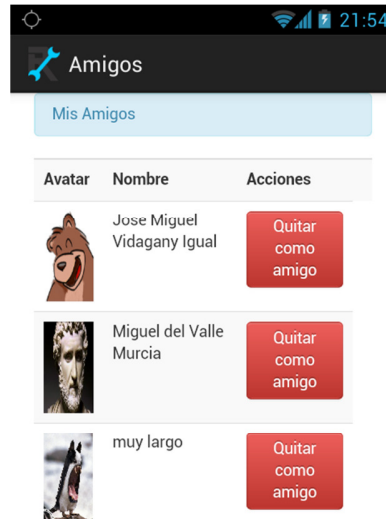 21:54
Amigos
Mis Amigos
Avatar Nombre Acciones
Jose Miguel
Vidagany Igual
Quitar
como
amigo
Miguel del Valle
Murcia
Quitar
como
amigo
muy largo
Quitar
como
amigo